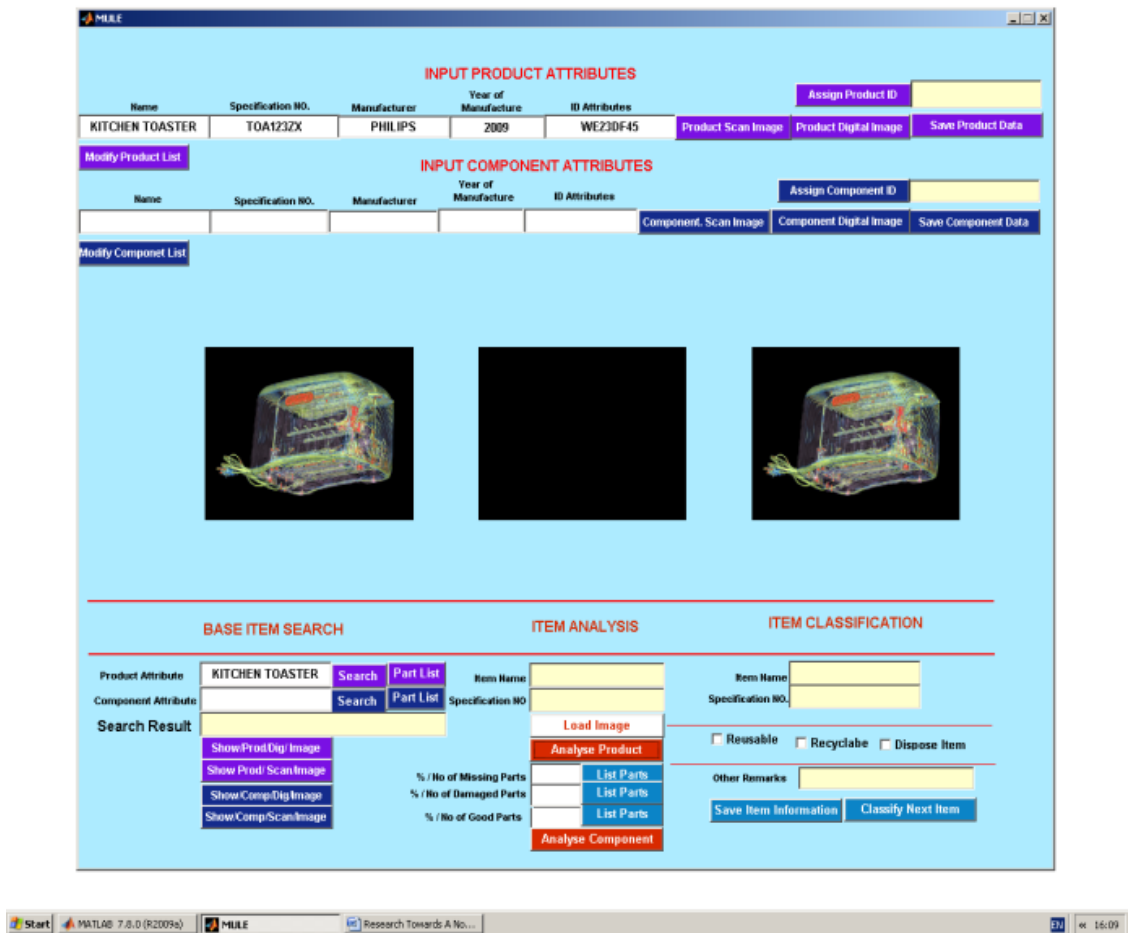 MULE
INPUT PRODUCT ATTRIBUTES
Assign Product ID
Name Specification NO. Manufacturer Year of Manufacture ID Attributes
KITCHEN TOASTER TOA123ZX PHILIPS 2009 WE23DF45 Product Scan Image Product Digital Image Save Product Data
Modify Product List
INPUT COMPONENT ATTRIBUTES
Assign Component ID
Name Specification NO. Manufacturer Year of Manufacture ID Attributes
Component. Scan Image Component Digital Image Save Component Data
Modify Componet List
BASE ITEM SEARCH ITEM ANALYSIS ITEM CLASSIFICATION
Product Attribute KITCHEN TOASTER Search Part List Item Name Item Name
Component Attribute Search Part List Specification NO Specification NO.
Search Result Load Image
Show/Prod/Dig/ Image Analyse Product Reusable Recyclabe Dispose Item
Show Prod/ Scan/Image % / No of Missing Parts List Parts Other Remarks
Show/Comp/Dig/Image % / No of Damaged Parts List Parts
Show/Comp/Scan/Image % / No of Good Parts List Parts Save Item Information Classify Next Item
Analyse Component
Start MATLAB 7.8.0 (R2009a) MULE Research Towards A No... EN « 16:09